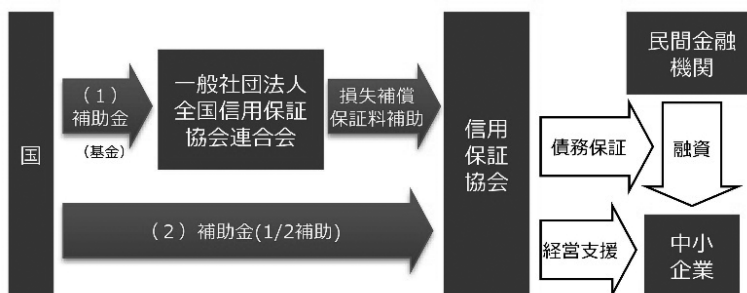 国
（１）
補助金
（基金）
一般社団法人
全国信用保証
協会連合会
損失補償
保証料補助
（２）補助金(1/2補助)
信用
保証
協会
債務保証
経営支援
民間金融
機関
融資
中小
企業